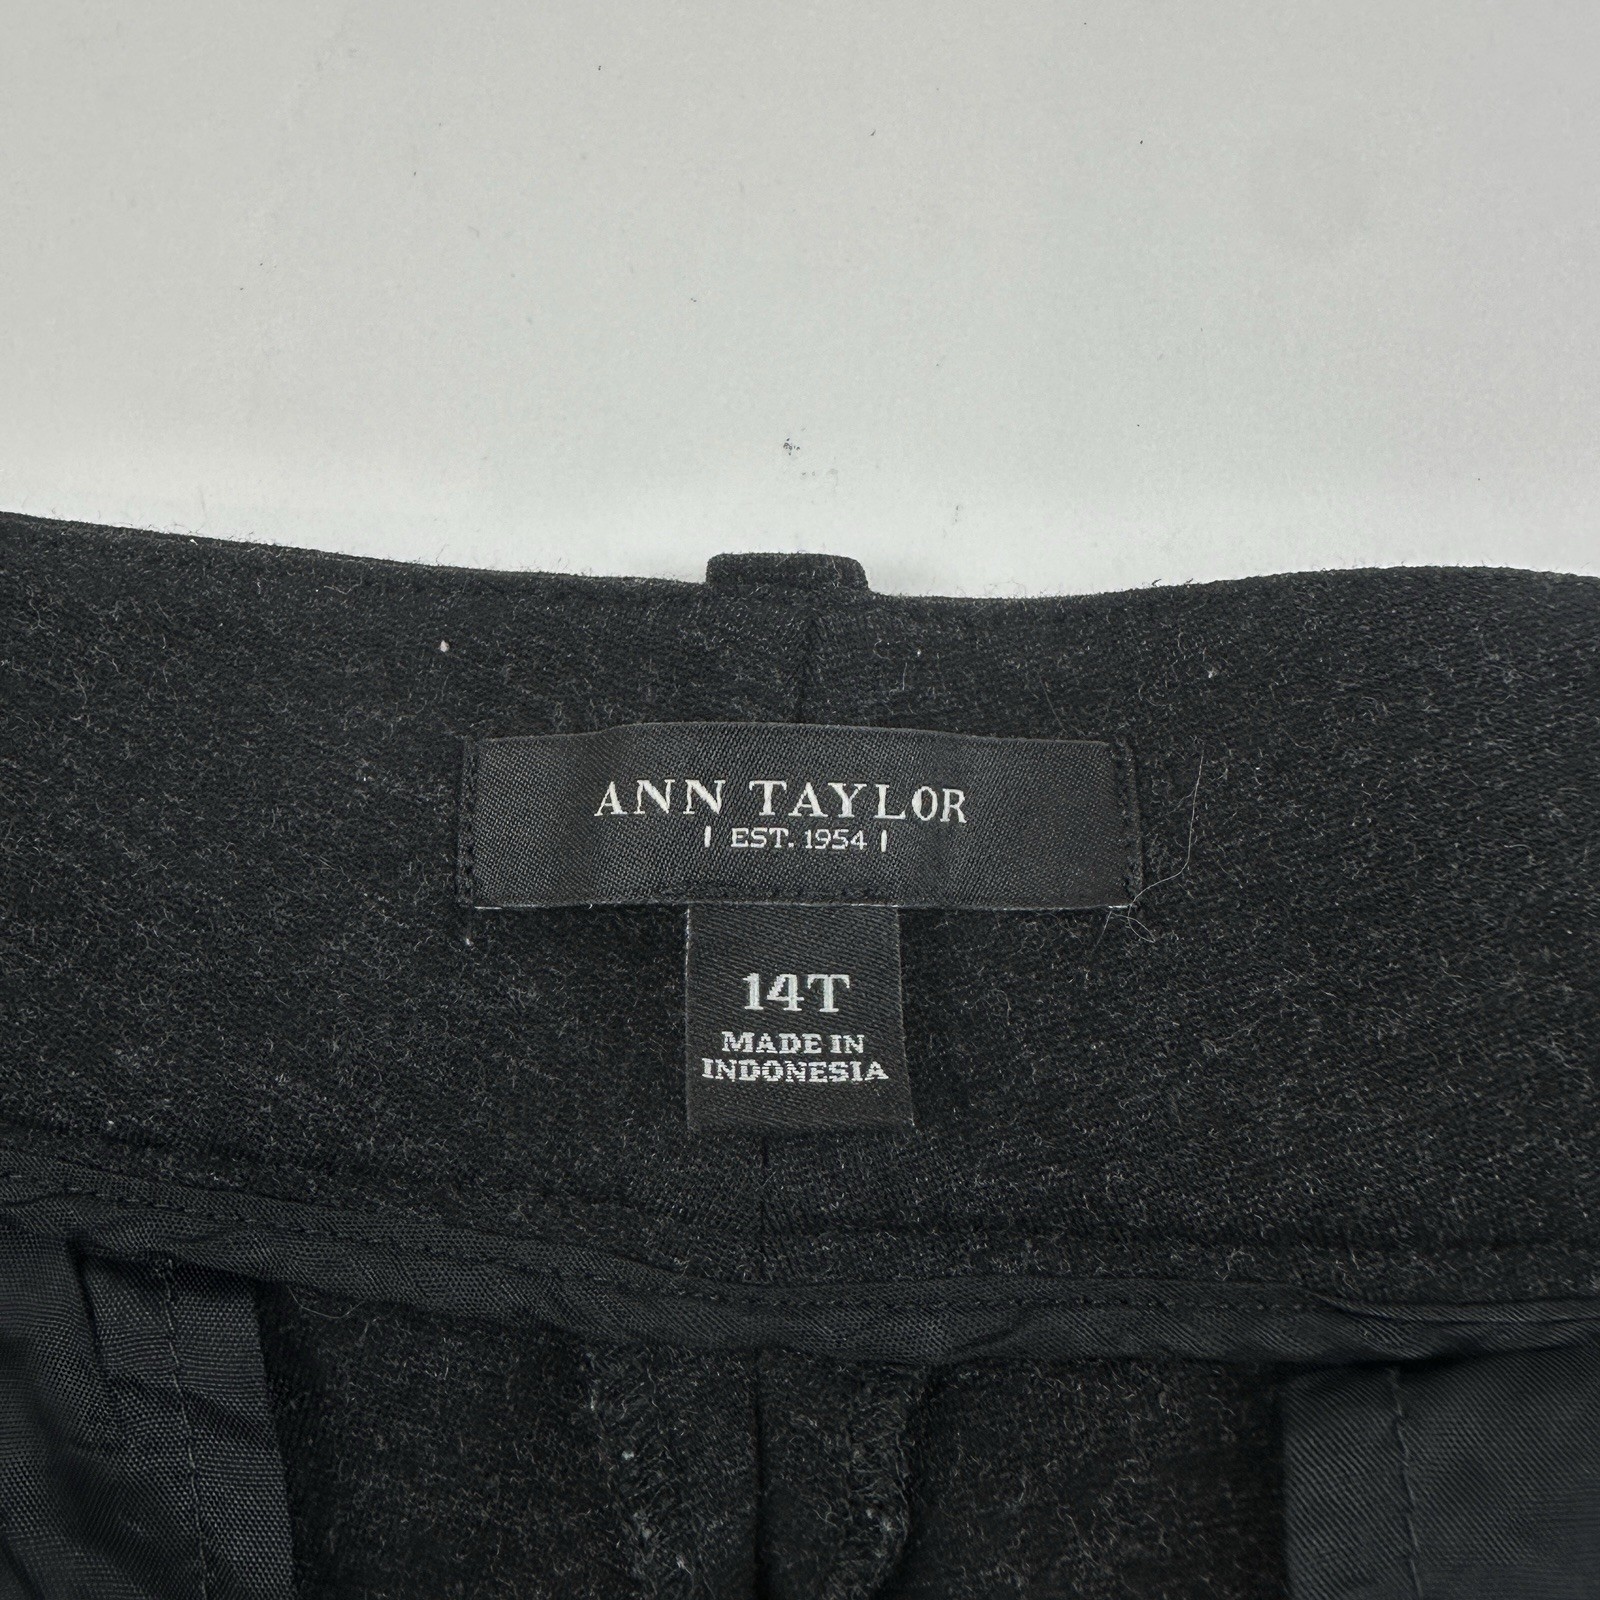 ANN TAYLOR
| EST. 1954 |
14T
MADE IN
INDONESIA